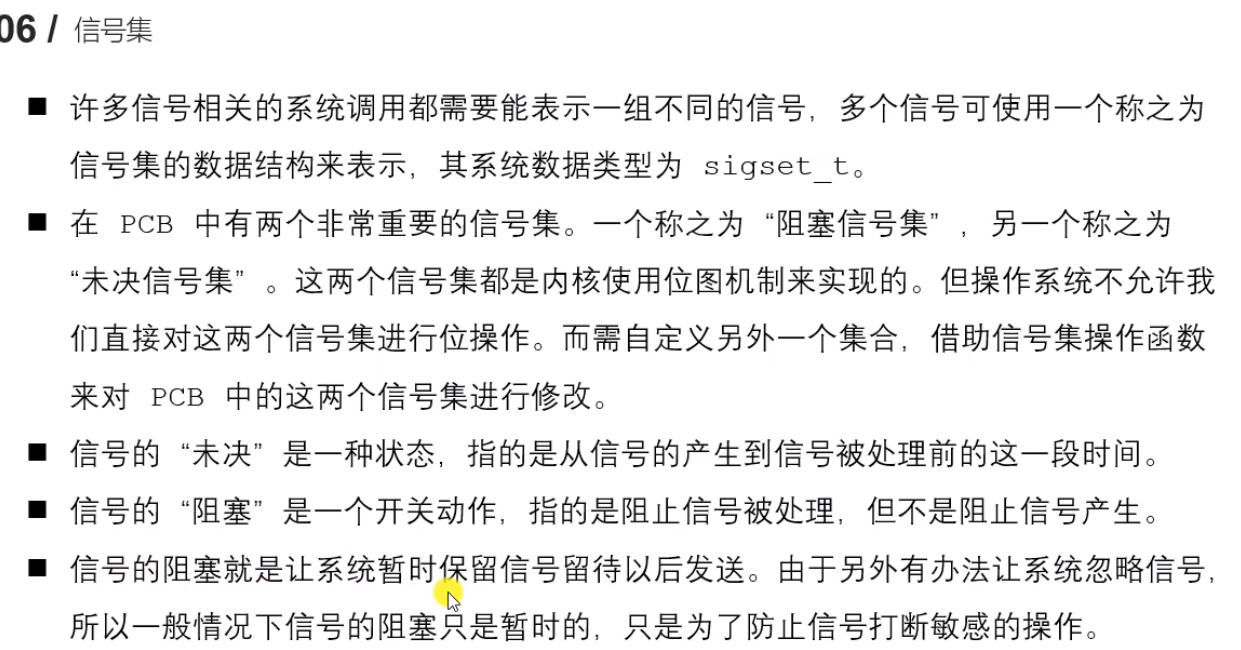 06 / 信号集
■ 许多信号相关的系统调用都需要能表示一组不同的信号，多个信号可使用一个称之为
信号集的数据结构来表示，其系统数据类型为 sigset_t。
■ 在 PCB 中有两个非常重要的信号集。一个称之为 “阻塞信号集” ，另一个称之为
“未决信号集” 。这两个信号集都是内核使用位图机制来实现的。但操作系统不允许我
们直接对这两个信号集进行位操作。而需自定义另外一个集合，借助信号集操作函数
来对 PCB 中的这两个信号集进行修改。
■ 信号的 “未决” 是一种状态，指的是从信号的产生到信号被处理前的这一段时间。
■ 信号的 “阻塞” 是一个开关动作，指的是阻止信号被处理，但不是阻止信号产生。
■ 信号的阻塞就是让系统暂时保留信号留待以后发送。由于另外有办法让系统忽略信号，
所以一般情况下信号的阻塞只是暂时的，只是为了防止信号打断敏感的操作。